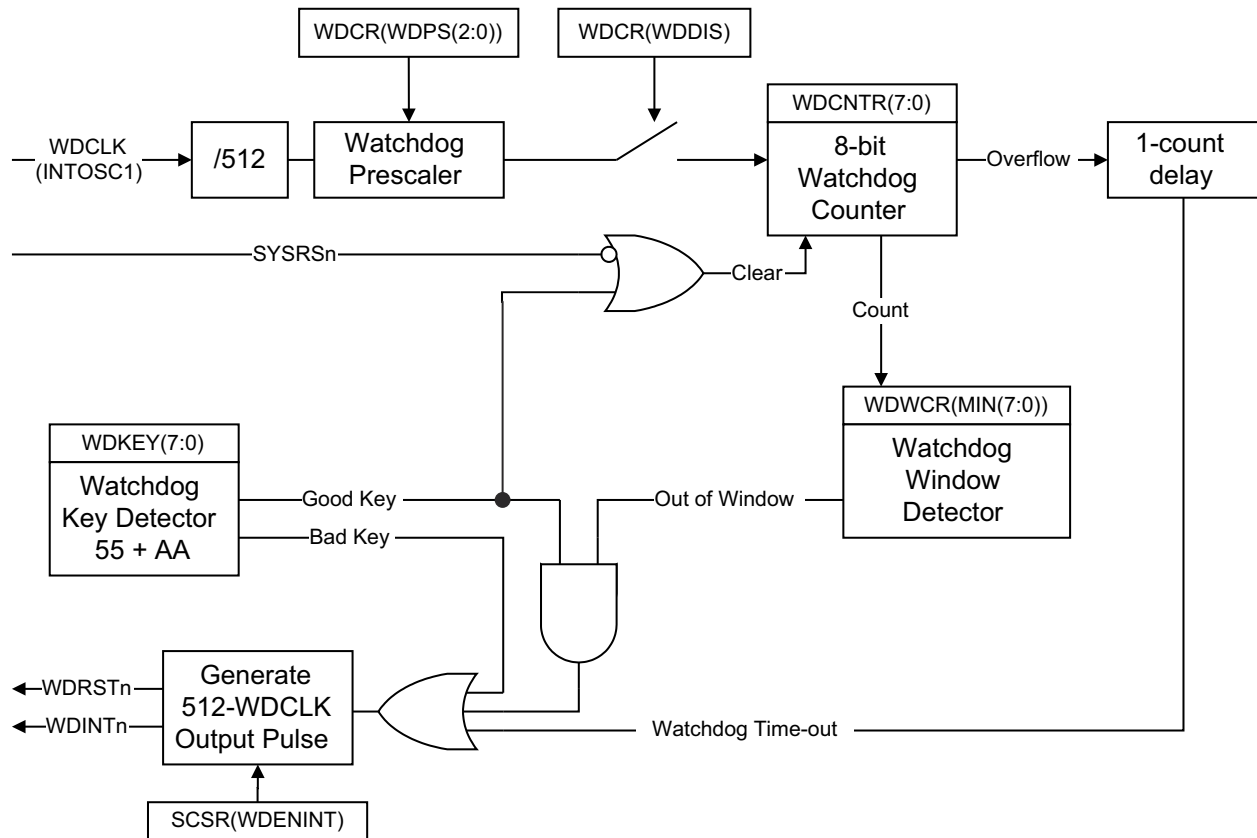 WDCR(WDPS(2:0))
WDCR(WDDIS)
WDCNTR(7:0)
WDCLK
(INTOSC1)
/512
Watchdog
Prescaler
8-bit
Watchdog
Counter
Overflow
1-count
delay
SYSRSn
Clear
Count
WDWCR(MIN(7:0))
Watchdog
Window
Detector
WDKEY(7:0)
Watchdog
Key Detector
55 + AA
Good Key
Bad Key
Out of Window
WDRSTn
WDINTn
Generate
512-WDCLK
Output Pulse
Watchdog Time-out
SCSR(WDENINT)